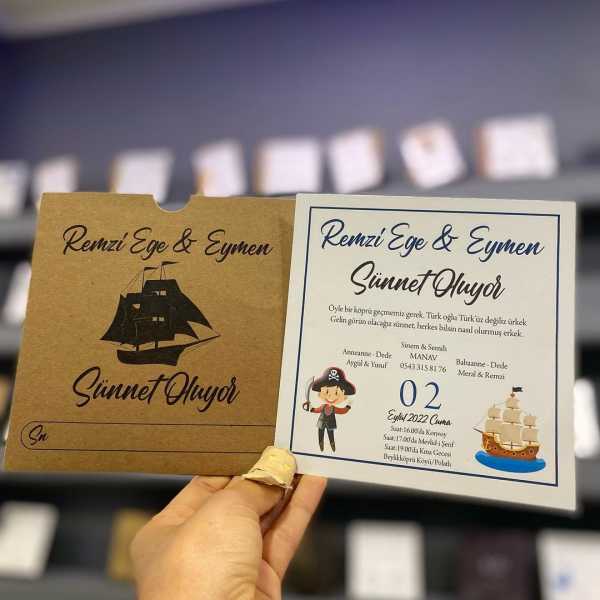 Remzi Ege & Eymen
Sünnet Oluyor
Sn
Remzi Ege & Eymen
Sünnet Oluyor
Öyle bir köprü geçmemiz gerek, Türk oğlu Türk'üz değiliz ürkek
Gelin görün olacağız sünnet, herkes bilsin nasıl olurmuş erkek.
Sinem & Semih
MANAV
0543 315 81 76
Anneanne - Dede
Aygül & Yusuf
Babaanne - Dede
Meral & Remzi
02
Eylül 2022 Cuma
Saat:16.00'da Konvoy
Saat:17.00'da Mevlid-i Şerif
Saat:19.00'da Kına Gecesi
Beylikköprü Köyü/Polatlı